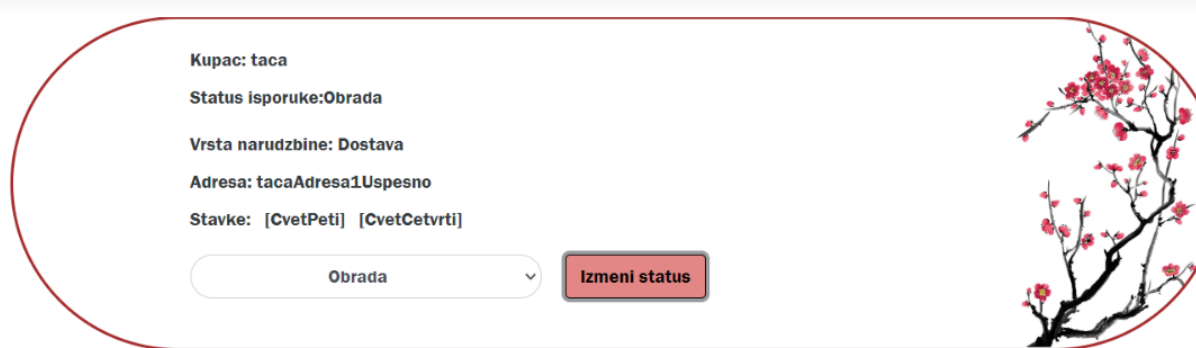 Kupac: taca
Status isporuke:Obrada
Vrsta narudzbine: Dostava
Adresa: tacaAdresa1Uspesno
Stavke: [CvetPeti] [CvetCetvrti]
Obrada Izmeni status